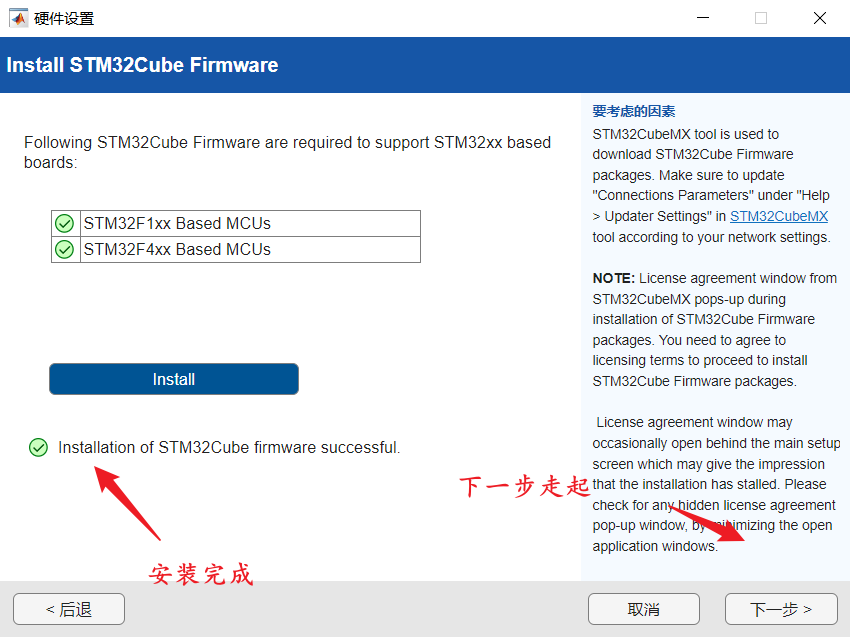 硬件设置
Install STM32Cube Firmware
Following STM32Cube Firmware are required to support STM32xx based
boards:
STM32F1xx Based MCUs
STM32F4xx Based MCUs
Install
Installation of STM32Cube firmware successful.
安装完成
下一步走起
要考虑的因素
STM32CubeMX tool is used to
download STM32Cube Firmware
packages. Make sure to update
"Connections Parameters" under "Help
> Updater Settings" in STM32CubeMX
tool according to your network settings.
NOTE: License agreement window from
STM32CubeMX pops-up during
installation of STM32Cube Firmware
packages. You need to agree to
licensing terms to proceed to install
STM32Cube Firmware packages.
License agreement window may
occasionally open behind the main setup
screen which may give the impression
that the installation has stalled. Please
check for any hidden license agreement
pop-up window, by minimizing the open
application windows.
< 后退
取消
下一步 >